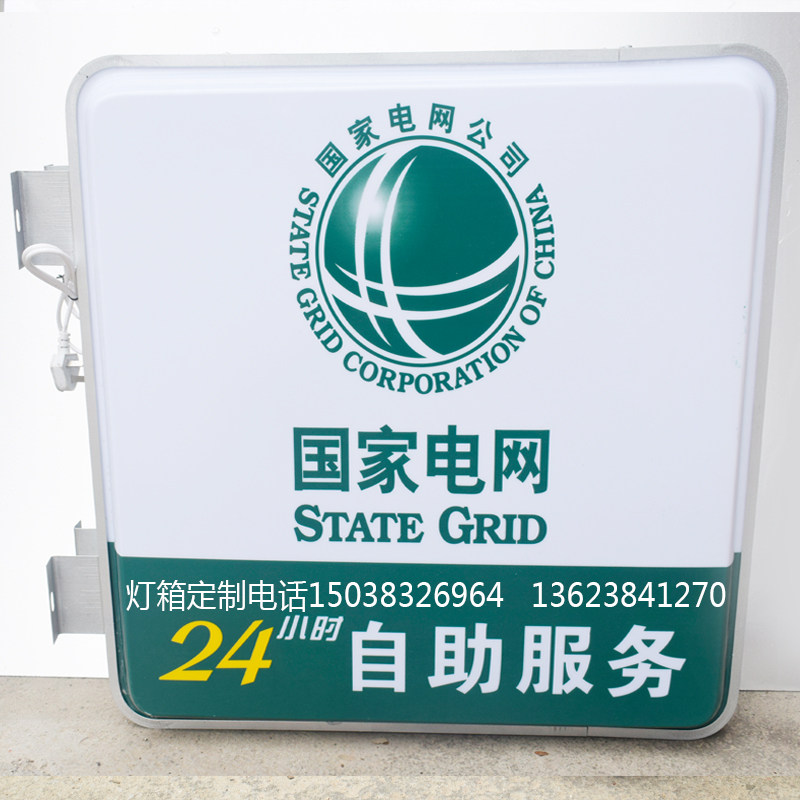 国家电网公司
STATE GRID CORPORATION OF CHINA
国家电网
STATE GRID
灯箱定制电话15038326964 13623841270
24小时自助服务